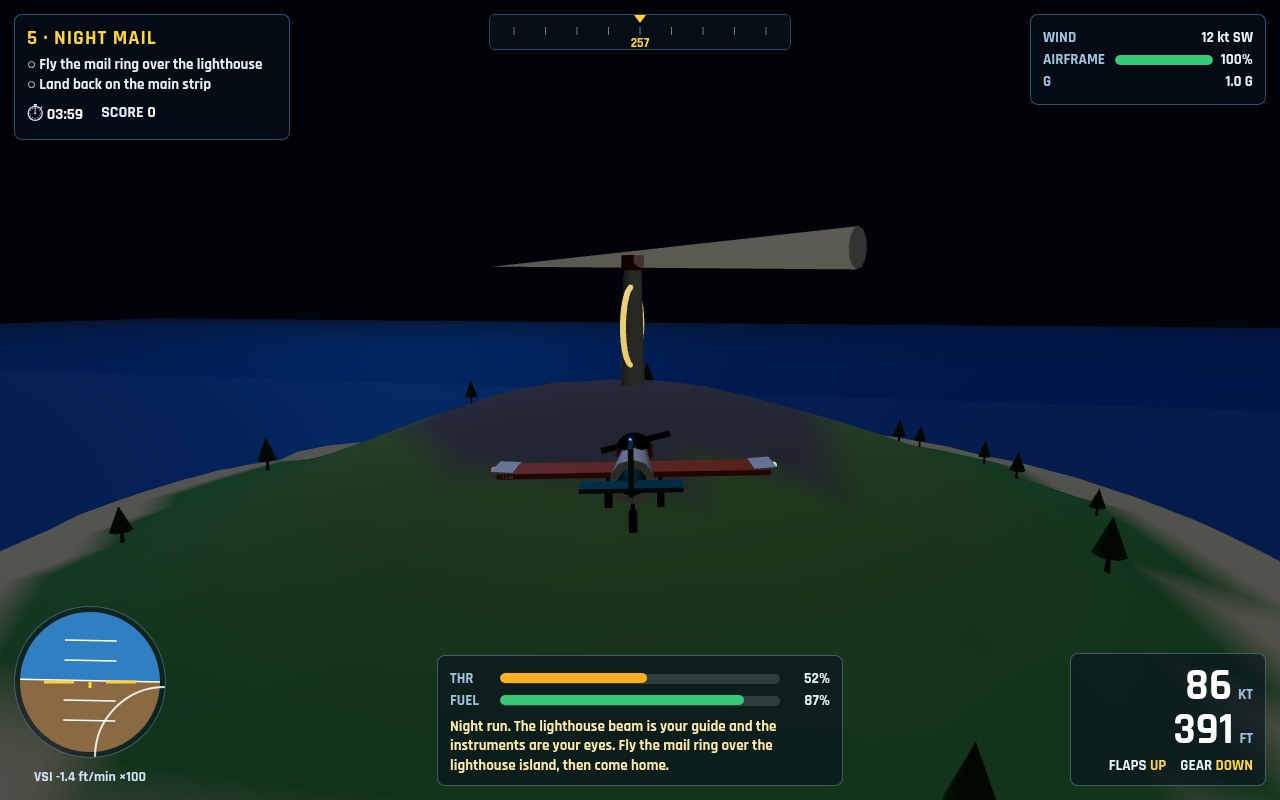 5 · NIGHT MAIL
○ Fly the mail ring over the lighthouse
○ Land back on the main strip
⏱ 03:59 SCORE 0
257
WIND 12 kt SW
AIRFRAME 100%
G 1.0 G
VSI -1.4 ft/min ×100
THR 52%
FUEL 87%
Night run. The lighthouse beam is your guide and the
instruments are your eyes. Fly the mail ring over the
lighthouse island, then come home.
86 KT
391 FT
FLAPS UP GEAR DOWN